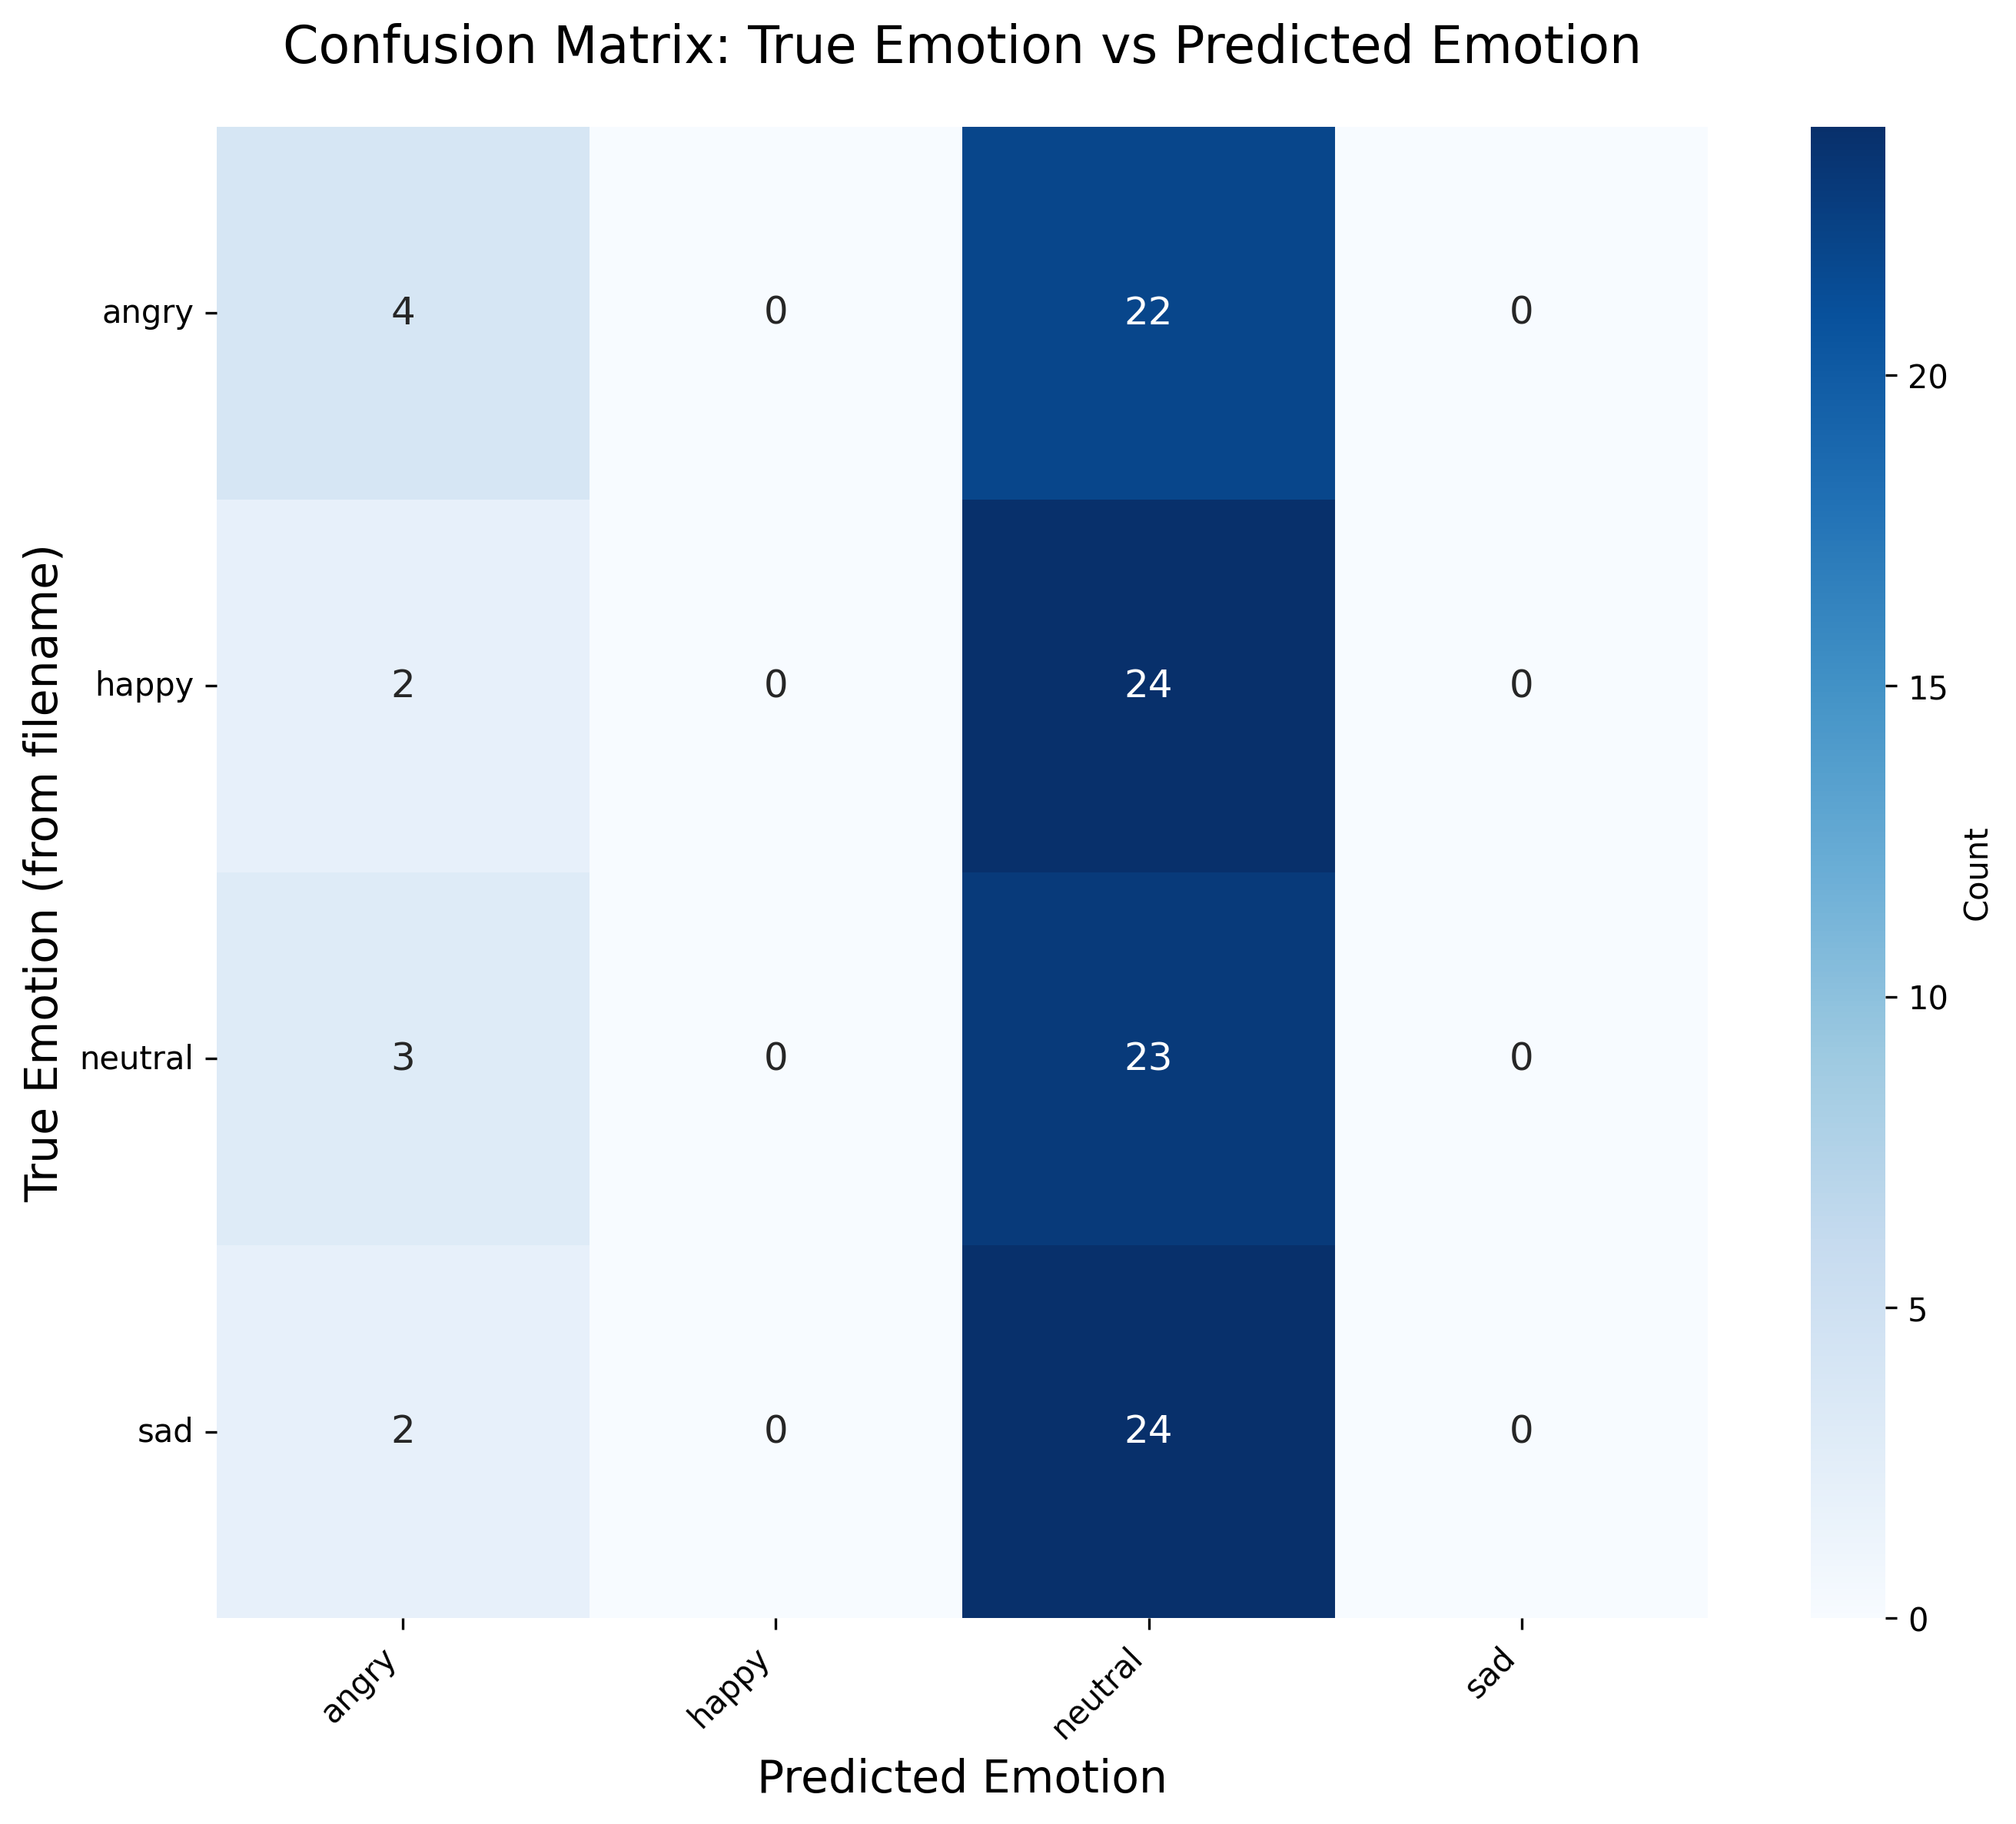 Confusion Matrix: True Emotion vs Predicted Emotion
True Emotion (from filename)
angry 4 0 22 0
happy 2 0 24 0
neutral 3 0 23 0
sad 2 0 24 0
angry happy neutral sad
Predicted Emotion
20
15
10
5
0
Count